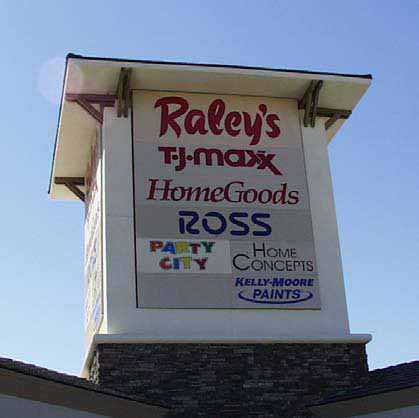 Raley's
T·J·maxx
HomeGoods
ROSS
PARTY
CITY
HOME
CONCEPTS
KELLY-MOORE
PAINTS